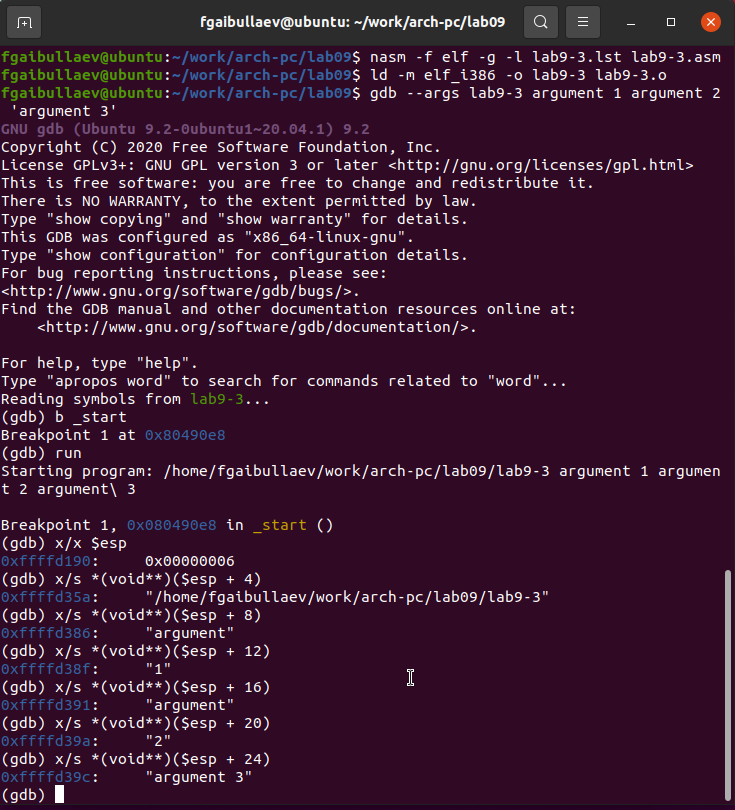 fgaibullaev@ubuntu: ~/work/arch-pc/lab09
fgaibullaev@ubuntu:~/work/arch-pc/lab09$ nasm -f elf -g -l lab9-3.lst lab9-3.asm
fgaibullaev@ubuntu:~/work/arch-pc/lab09$ ld -m elf_i386 -o lab9-3 lab9-3.o
fgaibullaev@ubuntu:~/work/arch-pc/lab09$ gdb --args lab9-3 argument 1 argument 2
 'argument 3'
GNU gdb (Ubuntu 9.2-0ubuntu1~20.04.1) 9.2
Copyright (C) 2020 Free Software Foundation, Inc.
License GPLv3+: GNU GPL version 3 or later <http://gnu.org/licenses/gpl.html>
This is free software: you are free to change and redistribute it.
There is NO WARRANTY, to the extent permitted by law.
Type "show copying" and "show warranty" for details.
This GDB was configured as "x86_64-linux-gnu".
Type "show configuration" for configuration details.
For bug reporting instructions, please see:
<http://www.gnu.org/software/gdb/bugs/>.
Find the GDB manual and other documentation resources online at:
    <http://www.gnu.org/software/gdb/documentation/>.

For help, type "help".
Type "apropos word" to search for commands related to "word"...
Reading symbols from lab9-3...
(gdb) b _start
Breakpoint 1 at 0x80490e8
(gdb) run
Starting program: /home/fgaibullaev/work/arch-pc/lab09/lab9-3 argument 1 argumen
t 2 argument\ 3

Breakpoint 1, 0x080490e8 in _start ()
(gdb) x/x $esp
0xffffd190:     0x00000006
(gdb) x/s *(void**)($esp + 4)
0xffffd35a:     "/home/fgaibullaev/work/arch-pc/lab09/lab9-3"
(gdb) x/s *(void**)($esp + 8)
0xffffd386:     "argument"
(gdb) x/s *(void**)($esp + 12)
0xffffd38f:     "1"
(gdb) x/s *(void**)($esp + 16)
0xffffd391:     "argument"
(gdb) x/s *(void**)($esp + 20)
0xffffd39a:     "2"
(gdb) x/s *(void**)($esp + 24)
0xffffd39c:     "argument 3"
(gdb)